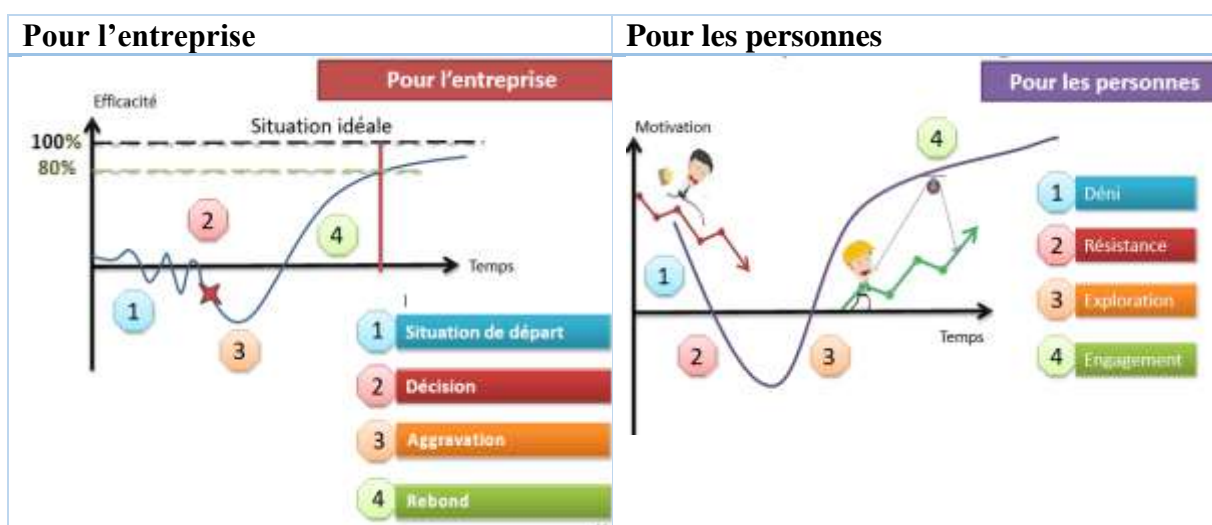 Pour l’entreprise
Pour les personnes
Pour l'entreprise
Efficacité
Situation idéale
100%
80%
2
4
Temps
1
3
1 Situation de départ
2 Décision
3 Aggravation
4 Rebond
Pour les personnes
Motivation
4
1
2
3
Temps
1 Déni
2 Résistance
3 Exploration
4 Engagement